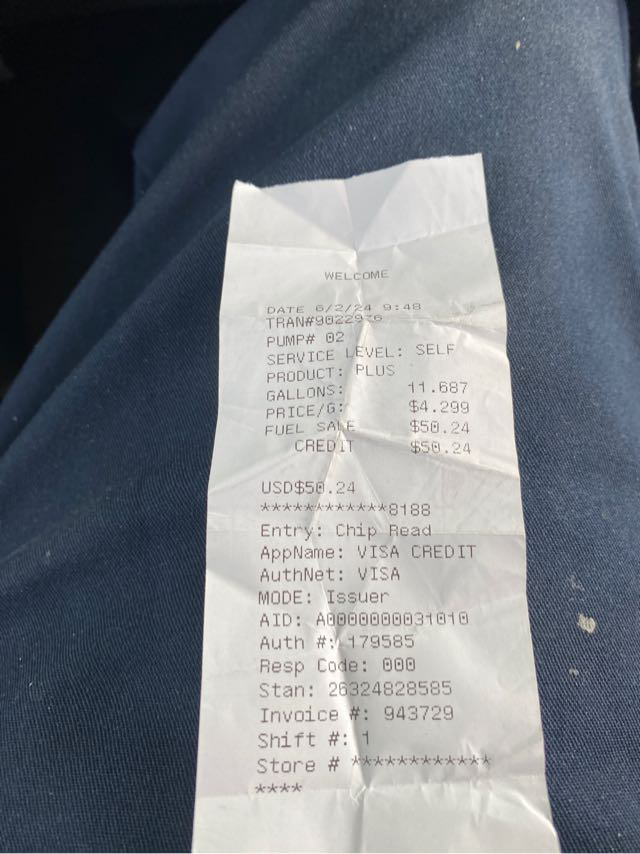 WELCOME
DATE 6/2/24 9:48
TRAN#9022976
PUMP# 02
SERVICE LEVEL: SELF
PRODUCT: PLUS
GALLONS: 11.687
PRICE/G: $4.299
FUEL SALE $50.24
CREDIT $50.24
USD$50.24
************8188
Entry: Chip Read
AppName: VISA CREDIT
AuthNet: VISA
MODE: Issuer
AID: A0000000031010
Auth #: 179585
Resp Code: 000
Stan: 26324828585
Invoice #: 943729
Shift #: 1
Store # ************
****